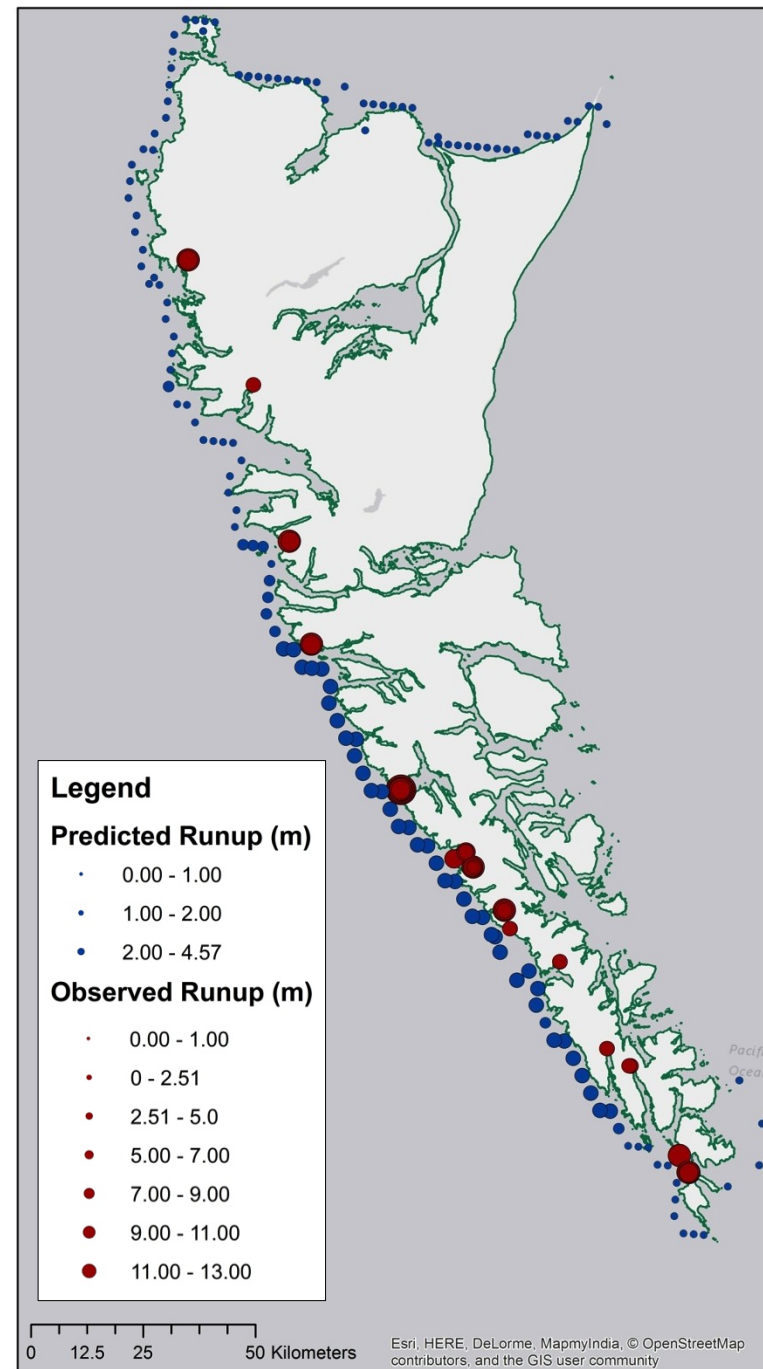 Legend
Predicted Runup (m)
0.00 - 1.00
1.00 - 2.00
2.00 - 4.57
Observed Runup (m)
0.00 - 1.00
0 - 2.51
2.51 - 5.0
5.00 - 7.00
7.00 - 9.00
9.00 - 11.00
11.00 - 13.00
0 12.5 25 50 Kilometers
Esri, HERE, DeLorme, MapmyIndia, © OpenStreetMap
contributors, and the GIS user community